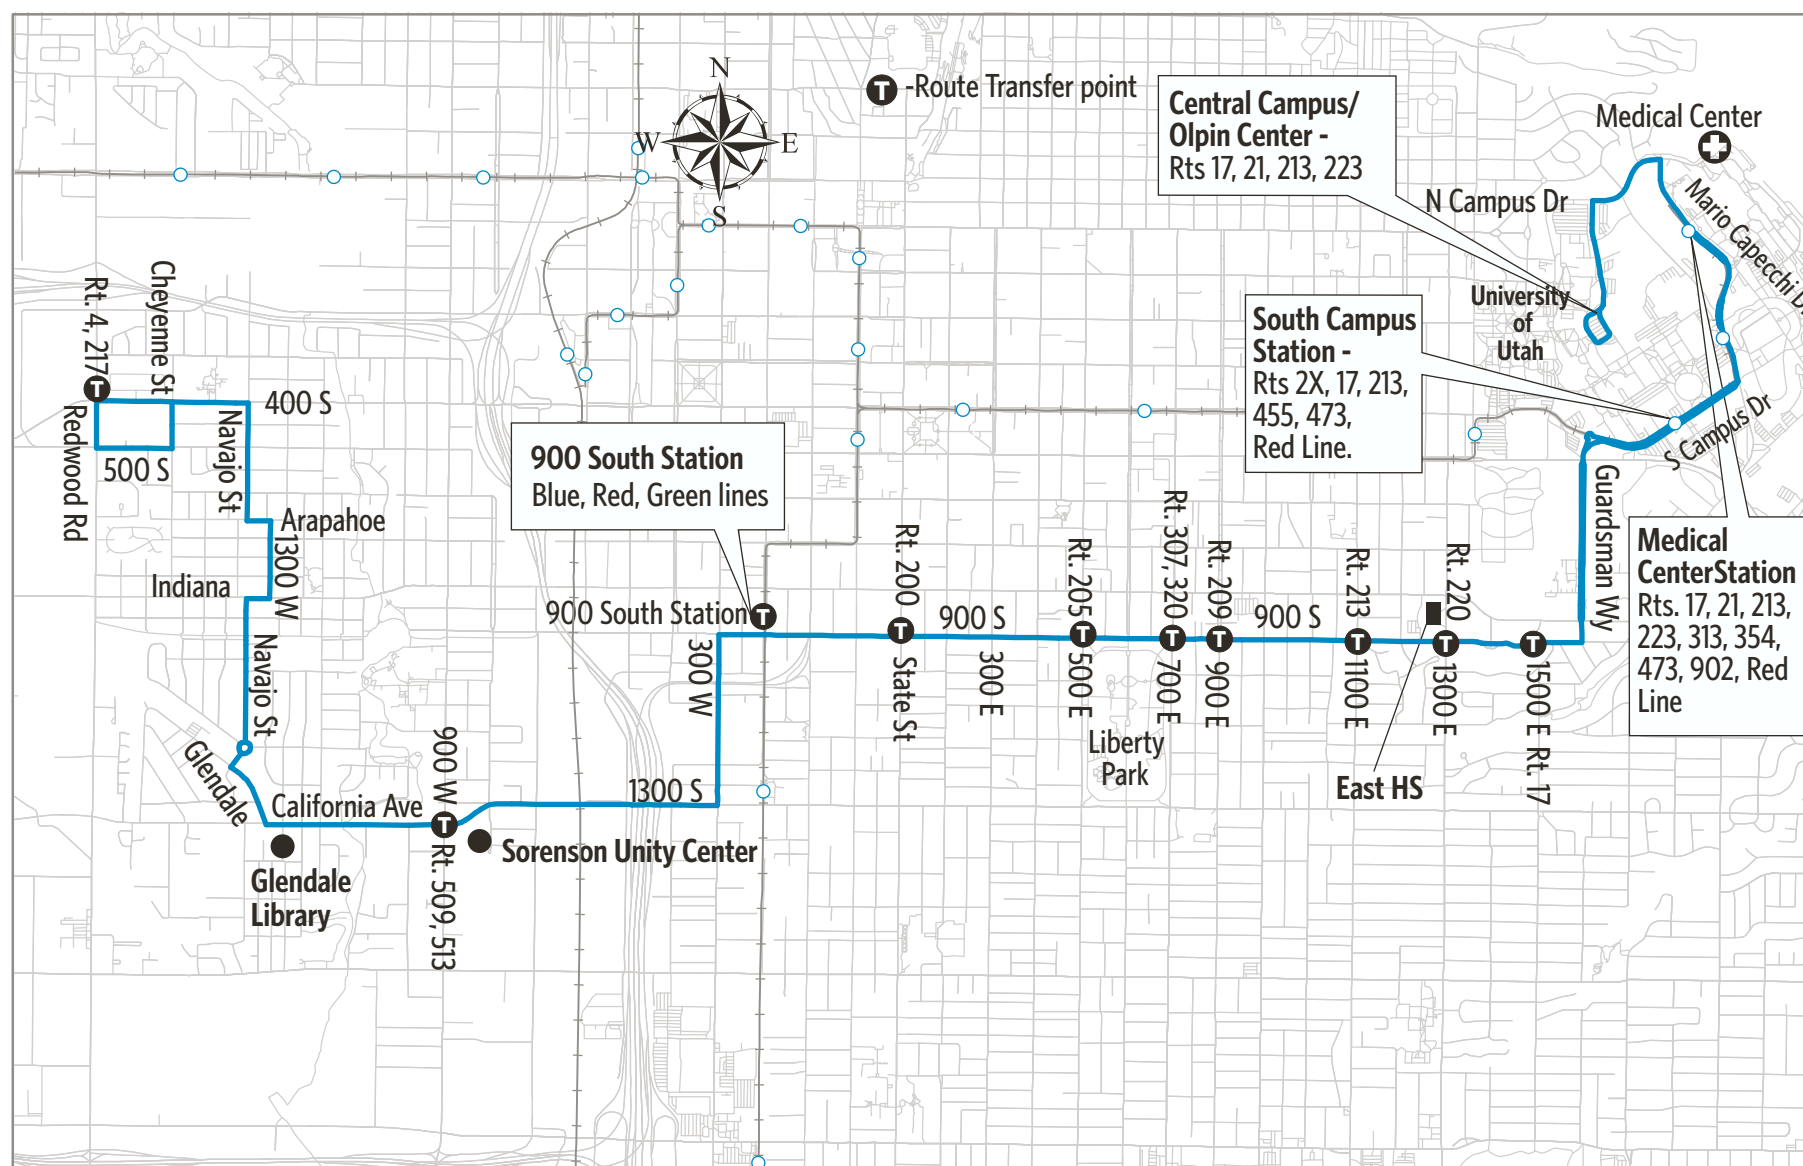 N
W
E
S
T -Route Transfer point
Central Campus/
Olpin Center -
Rts 17, 21, 213, 223
Medical Center
N Campus Dr
Mario Capecchi D
University
of
Utah
South Campus
Station -
Rts 2X, 17, 213,
455, 473,
Red Line.
S Campus Dr
Guardsman Wy
Medical
CenterStation
Rts. 17, 21, 213,
223, 313, 354,
473, 902, Red
Line
Rt. 4, 217
T
Cheyenne St
400 S
Redwood Rd
500 S
Navajo St
Arapahoe
1300 W
Indiana
Navajo St
Glendale
California Ave
Glendale
Library
900 W
T
Rt. 509, 513
Sorenson Unity Center
1300 S
300 W
900 South Station
Blue, Red, Green lines
900 South Station
T
Rt. 200
T
State St
900 S
300 E
Rt. 205
T
500 E
Liberty
Park
Rt. 307, 320
T
700 E
Rt. 209
T
900 E
900 S
Rt. 213
T
1100 E
East HS
Rt. 220
T
1300 E
T
1500 E Rt. 17